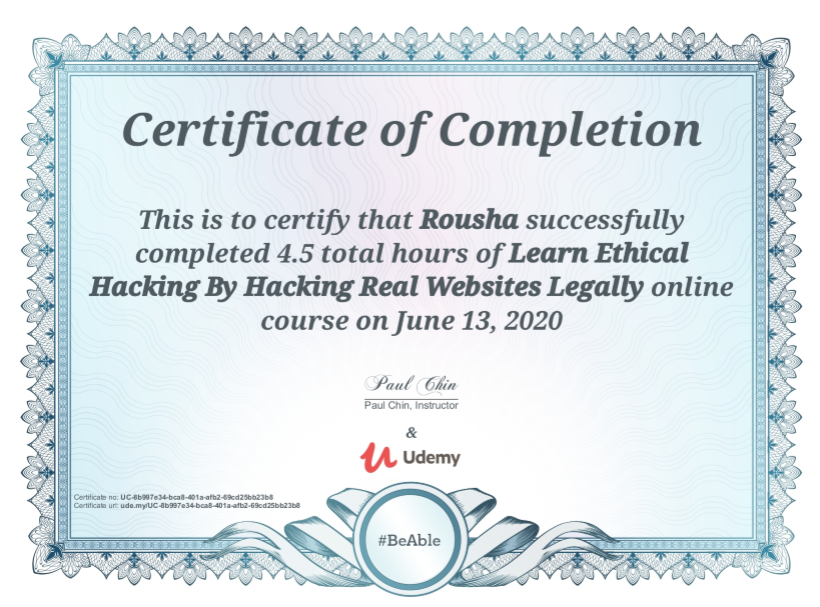 Certificate of Completion
This is to certify that Rousha successfully
completed 4.5 total hours of Learn Ethical
Hacking By Hacking Real Websites Legally online
course on June 13, 2020
Paul Chin
Paul Chin, Instructor
&
Udemy
Certificate no: UC-8b997e34-bca8-401a-afb2-69cd25bb23b8
Certificate url: ude.my/UC-8b997e34-bca8-401a-afb2-69cd25bb23b8
#BeAble